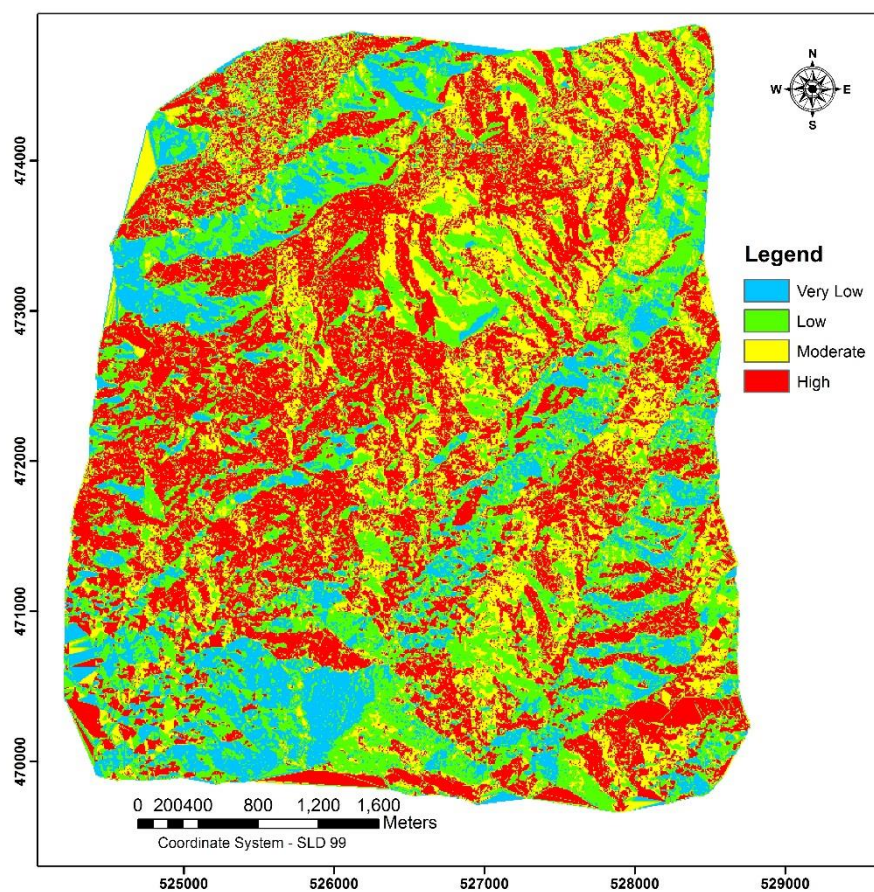 N
W E
S
474000
473000
472000
471000
470000
Legend
Very Low
Low
Moderate
High
0 200400 800 1,200 1,600
Meters
Coordinate System - SLD 99
525000 526000 527000 528000 529000